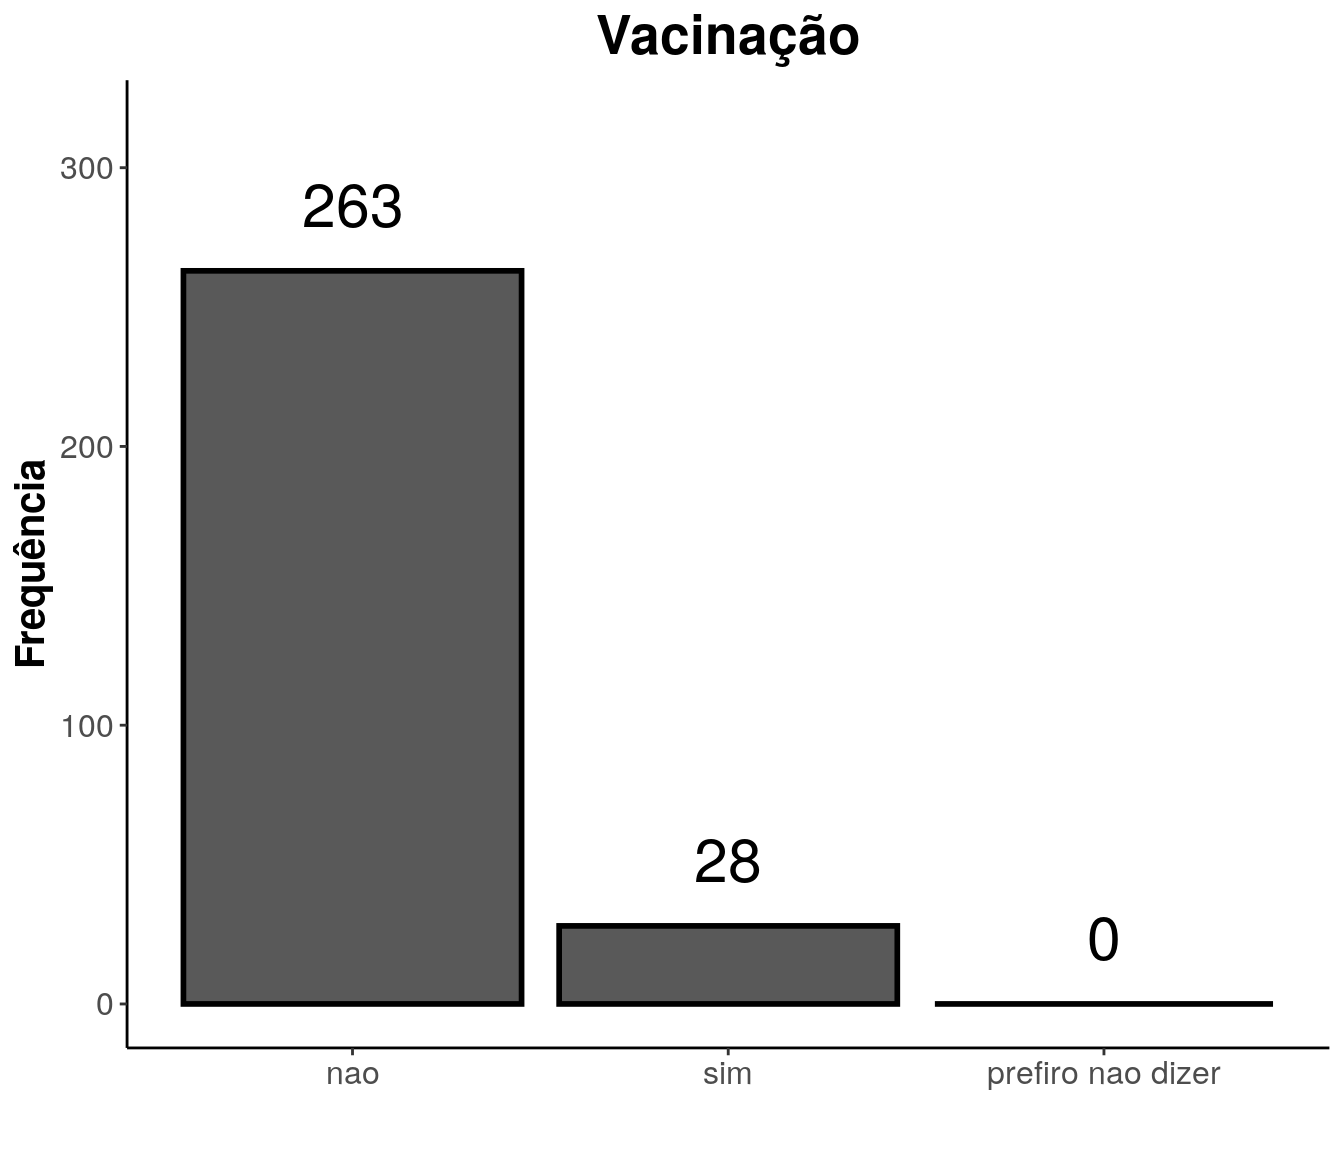 Vacinação
Frequência
300
200
100
0
263
28
0
nao
sim
prefiro nao dizer